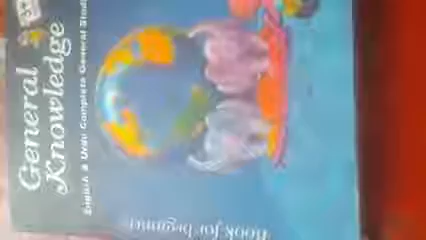 General
Knowledge
English & Urdu Complete General Studies
Book for beginners